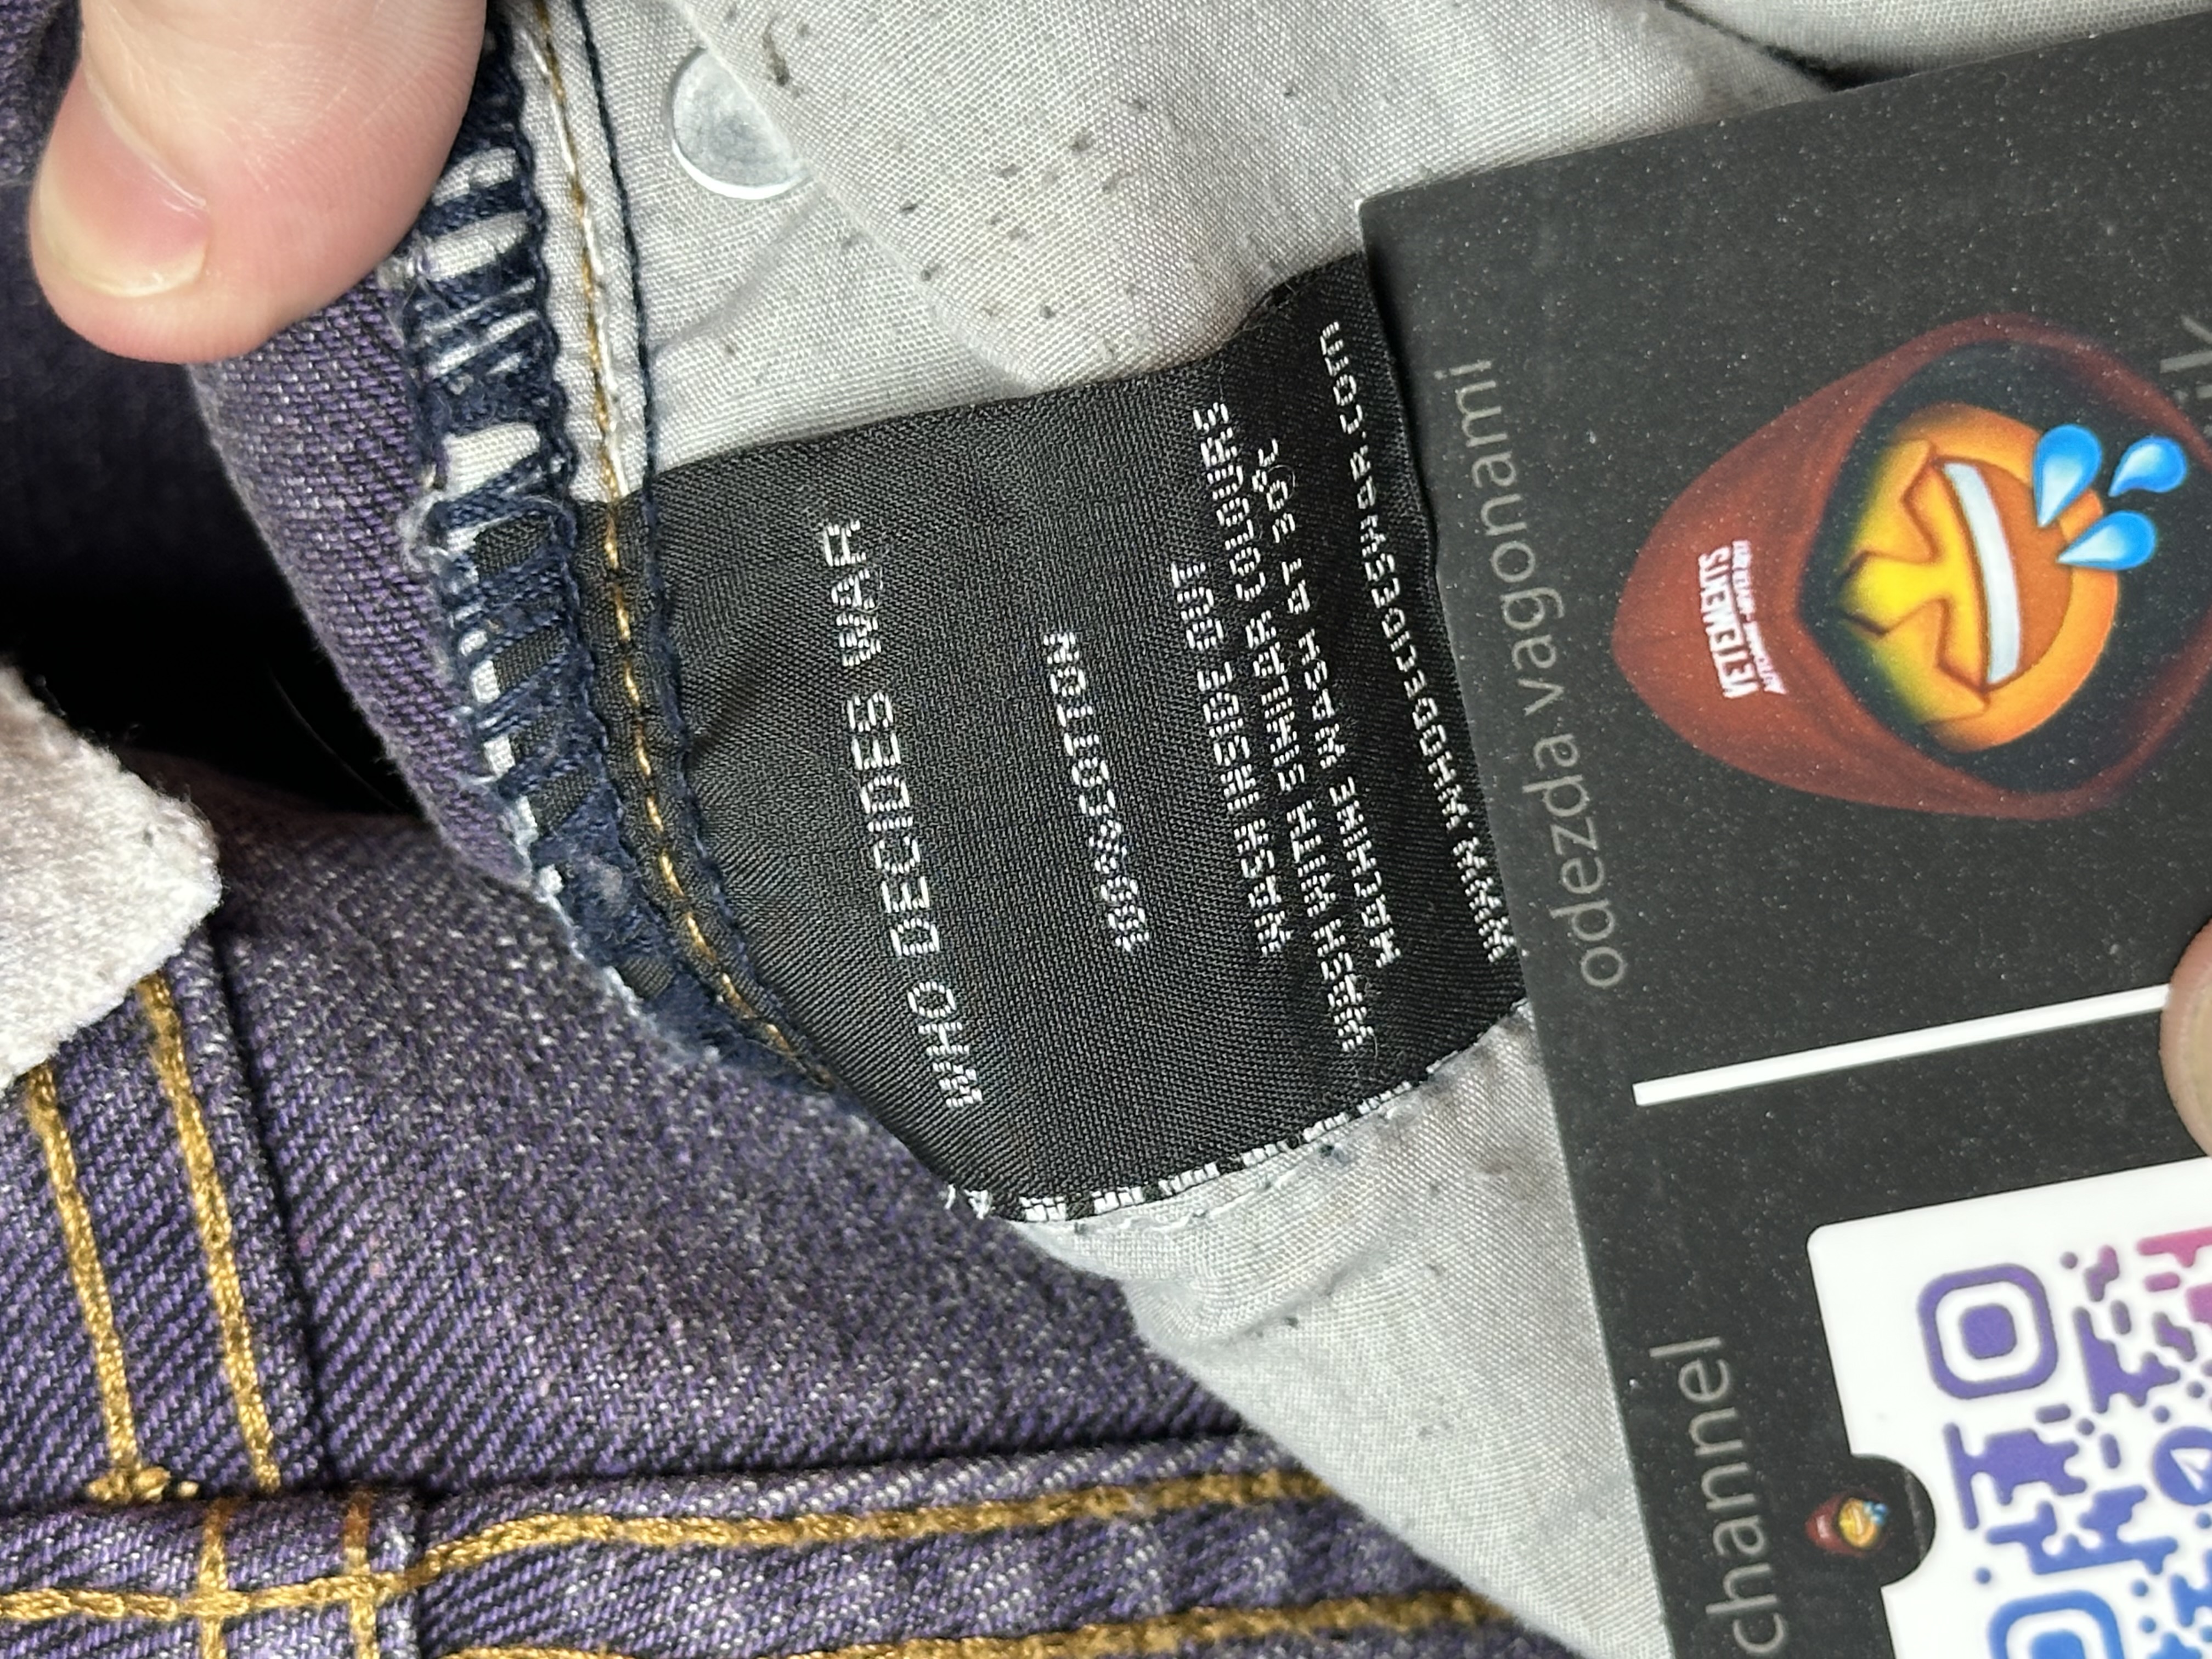 WHO DECIDES WAR
100%COTTON
WASH INSIDE OUT
WASH WITH SIMILAR COLOURS
MACHINE WASH AT 30°C
WWW.WHODECIDESWAR.COM
odezda vagonami
VETEMENTS
channel